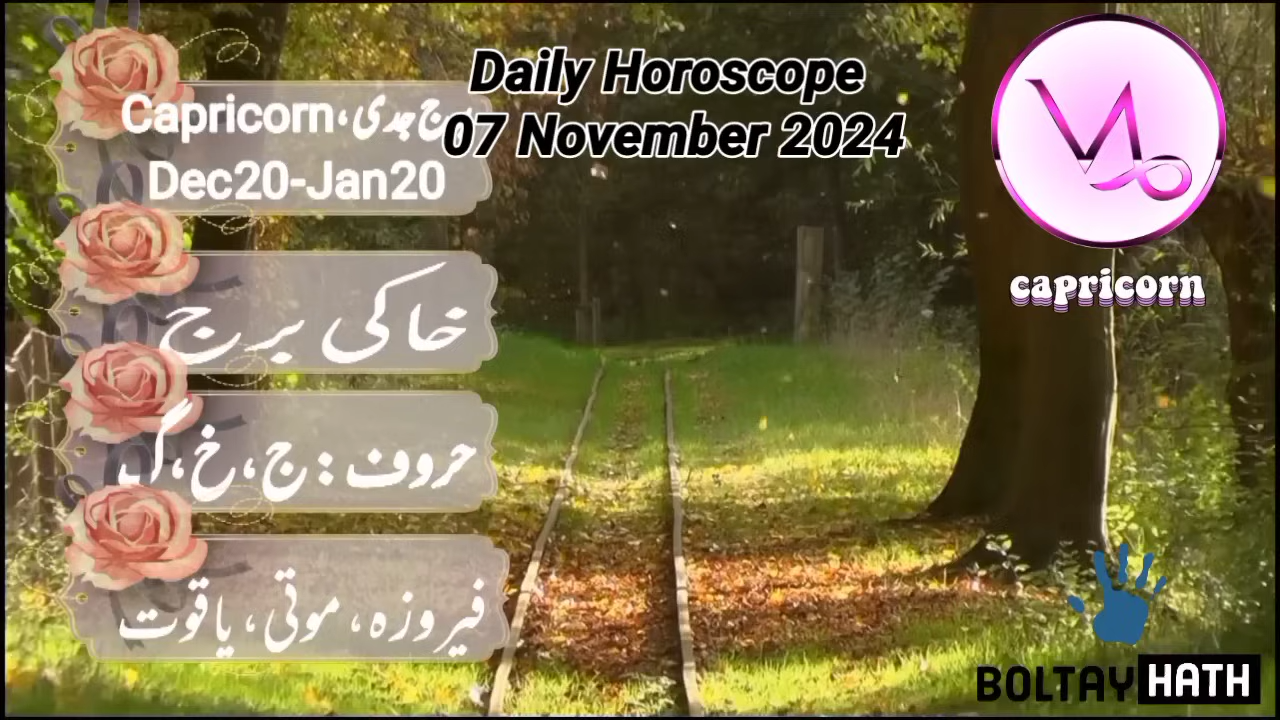 Daily Horoscope
07 November 2024
برج جدی، Capricorn
Dec20-Jan20
خاکی برج
حروف : ج، خ، گ
فیروزہ، موتی، یاقوت
capricorn
BOLTAY HATH